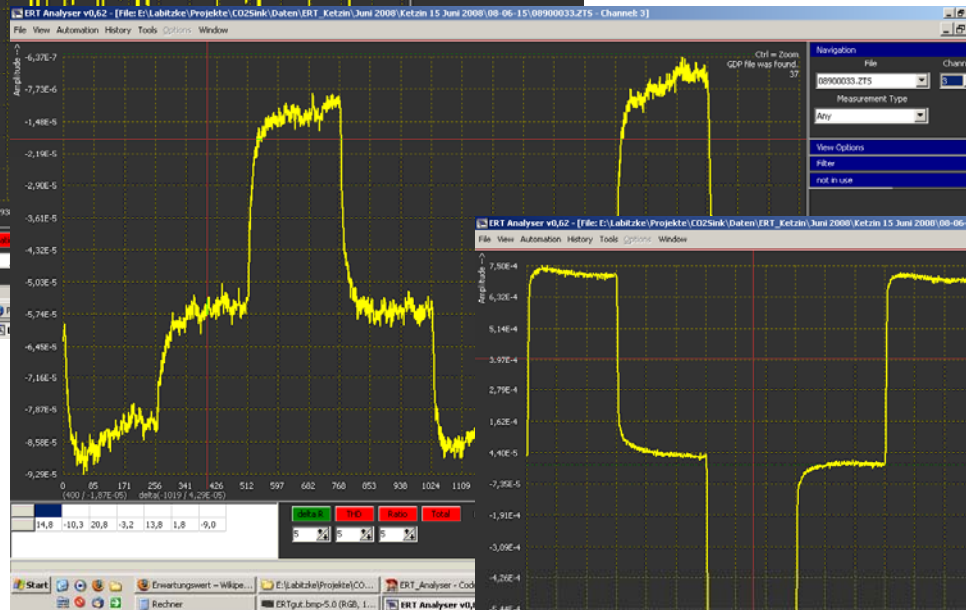 ERT Analyser v0,62 - [File: E:\Labitzke\Projekte\CO2Sink\Daten\ERT_Ketzin\Juni 2008\Ketzin 15 Juni 2008\08-06-15\08900033.ZT5 - Channel: 3]
File View Automation History Tools Options Window
Amplitude -->
6,37E-7
-7,73E-6
-1,48E-5
-2,19E-5
-2,90E-5
-3,61E-5
-4,32E-5
-5,03E-5
-5,74E-5
-6,45E-5
-7,16E-5
-7,87E-5
-8,58E-5
-9,29E-5
0 85 171 256 341 426 512 597 682 768 853 938 1024 1109
(400 / -1,87E-05) delta(-1019 / 4,29E-05)
Ctrl = Zoom
GDP file was found.
37
Navigation
File
Chann
08900033.ZT5
3
Measurement Type
Any
View Options
Filter
not in use
14,8 -10,3 20,8 -3,2 13,8 1,8 -9,0
delta R THD Ratio Total
5 5 5
ERT Analyser v0,62 - [File: E:\Labitzke\Projekte\CO2Sink\Daten\ERT_Ketzin\Juni 2008\Ketzin 15 Juni 2008\08-06-
File View Automation History Tools Options Window
Amplitude -->
7,50E-4
6,32E-4
5,14E-4
3,97E-4
2,79E-4
1,62E-4
4,40E-5
-7,35E-5
-1,91E-4
-3,09E-4
-4,26E-4
-5,44E-4
Start
Erwartungswert – Wikipe...
E:\Labitzke\Projekte\CO...
ERT_Analyser - Code
Rechner
ERTgut.bmp-5.0 (RGB, 1...
ERT Analyser v0,